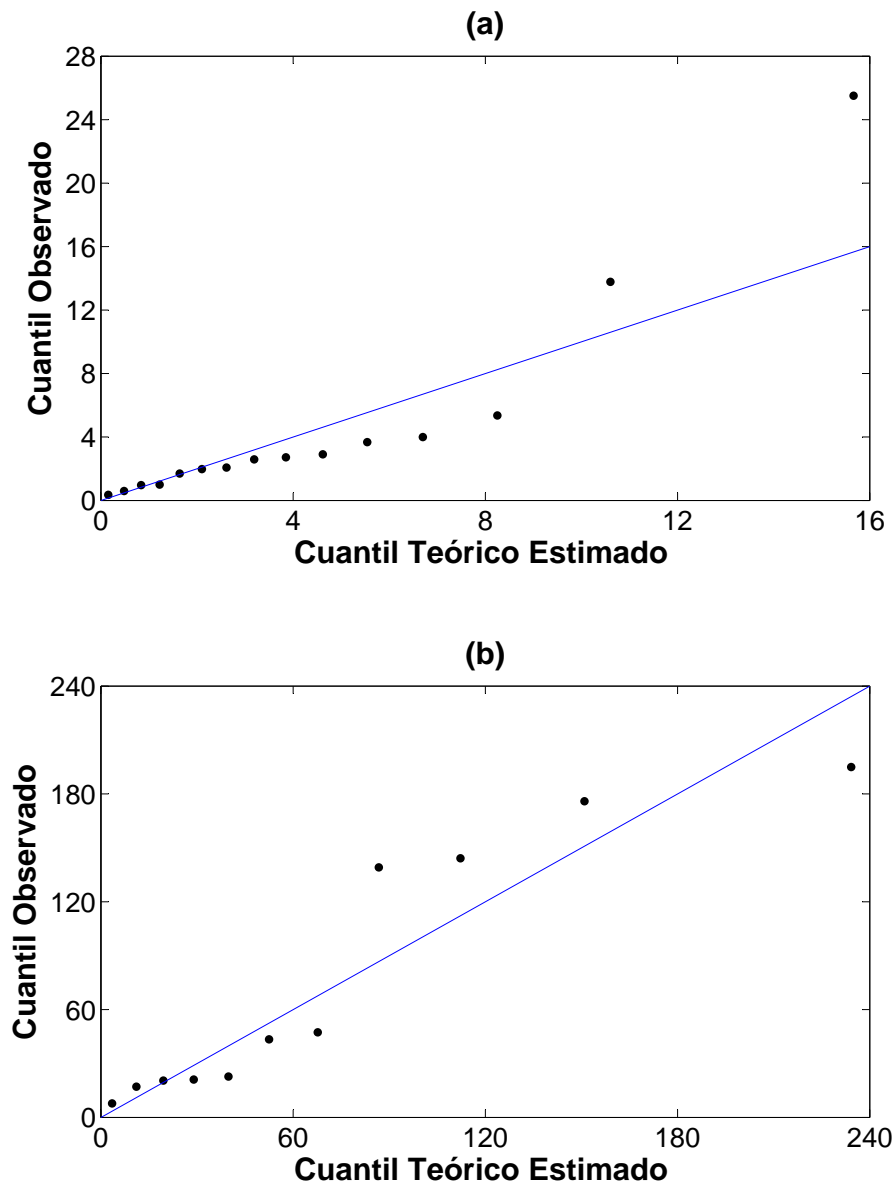 (a)
28
24
20
16
12
8
4
0
Cuantil Observado
0 4 8 12 16
Cuantil Teórico Estimado
(b)
240
180
120
60
0
Cuantil Observado
0 60 120 180 240
Cuantil Teórico Estimado